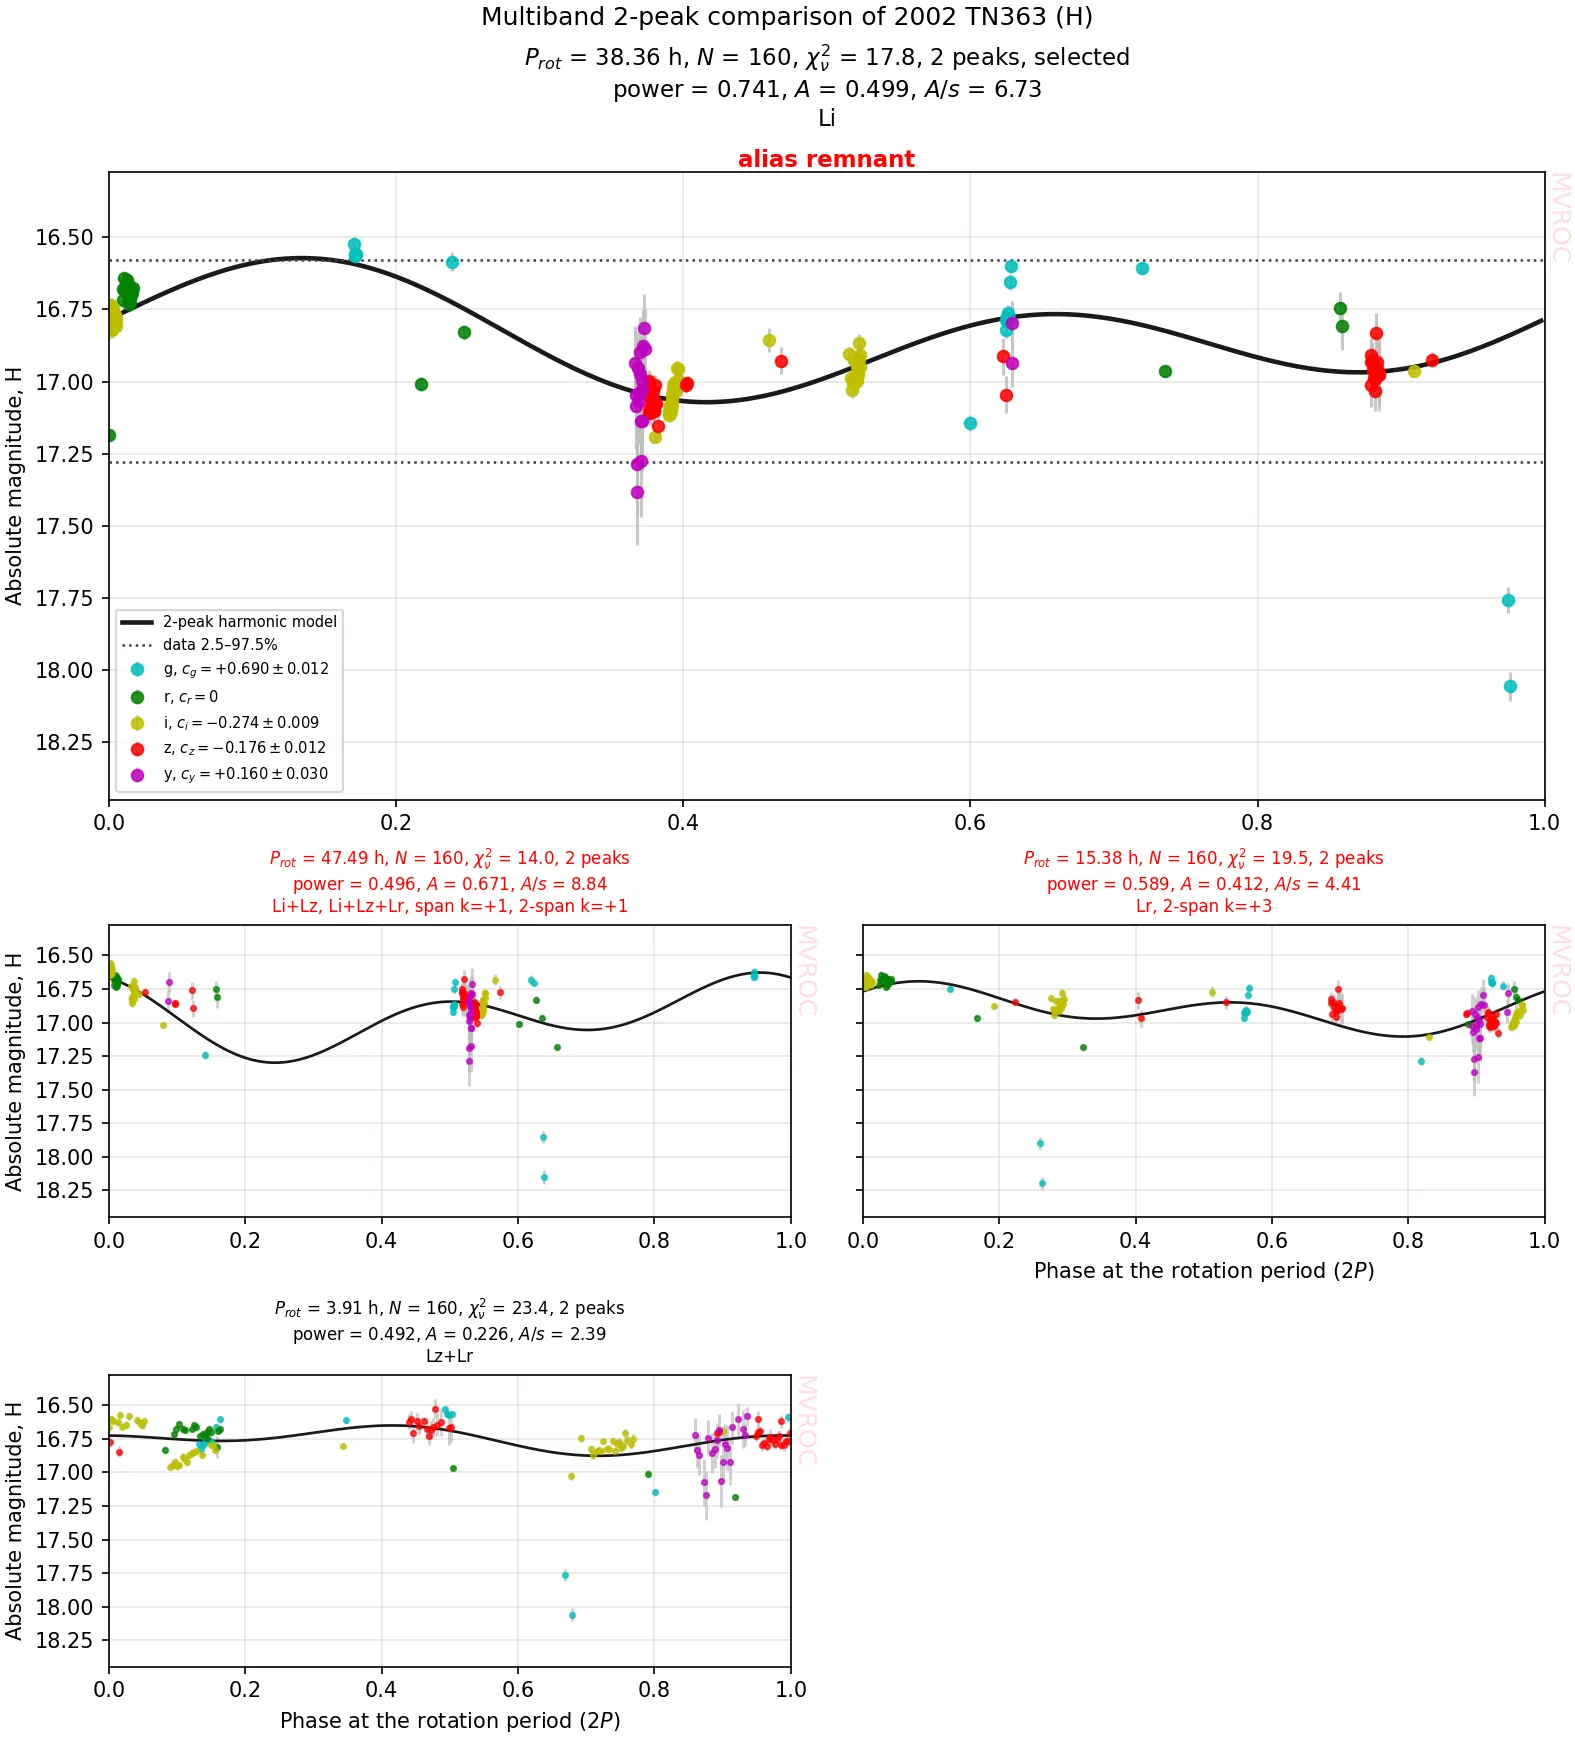 Multiband 2-peak comparison of 2002 TN363 (H)
P_rot = 38.36 h, N = 160, χ²_ν = 17.8, 2 peaks, selected
power = 0.741, A = 0.499, A/s = 6.73
Li
alias remnant
MVROC
Absolute magnitude, H
16.50
16.75
17.00
17.25
17.50
17.75
18.00
18.25
2-peak harmonic model
data 2.5–97.5%
g, c_g = +0.690 ± 0.012
r, c_r = 0
i, c_i = −0.274 ± 0.009
z, c_z = −0.176 ± 0.012
y, c_y = +0.160 ± 0.030
0.0 0.2 0.4 0.6 0.8 1.0
P_rot = 47.49 h, N = 160, χ²_ν = 14.0, 2 peaks
power = 0.496, A = 0.671, A/s = 8.84
Li+Lz, Li+Lz+Lr, span k=+1, 2-span k=+1
MVROC
Absolute magnitude, H
16.50
16.75
17.00
17.25
17.50
17.75
18.00
18.25
0.0 0.2 0.4 0.6 0.8 1.0
P_rot = 15.38 h, N = 160, χ²_ν = 19.5, 2 peaks
power = 0.589, A = 0.412, A/s = 4.41
Lr, 2-span k=+3
MVROC
0.0 0.2 0.4 0.6 0.8 1.0
Phase at the rotation period (2P)
P_rot = 3.91 h, N = 160, χ²_ν = 23.4, 2 peaks
power = 0.492, A = 0.226, A/s = 2.39
Lz+Lr
MVROC
Absolute magnitude, H
16.50
16.75
17.00
17.25
17.50
17.75
18.00
18.25
0.0 0.2 0.4 0.6 0.8 1.0
Phase at the rotation period (2P)